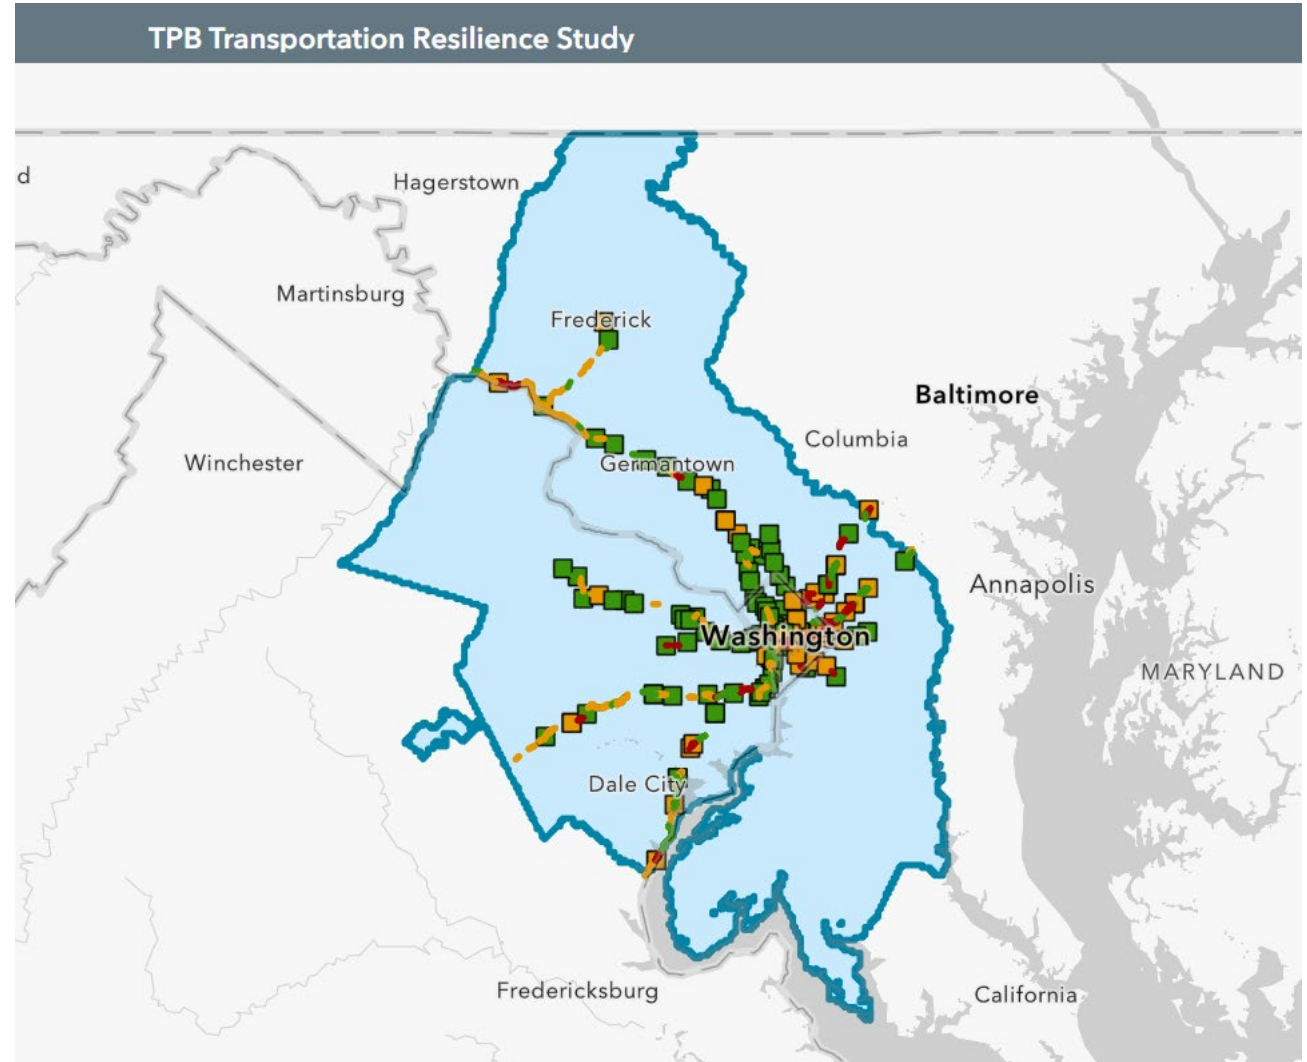 TPB Transportation Resilience Study
d
Hagerstown
Martinsburg
Frederick
Baltimore
Columbia
Winchester
Germantown
Annapolis
Washington
MARYLAND
Dale City
Fredericksburg
California